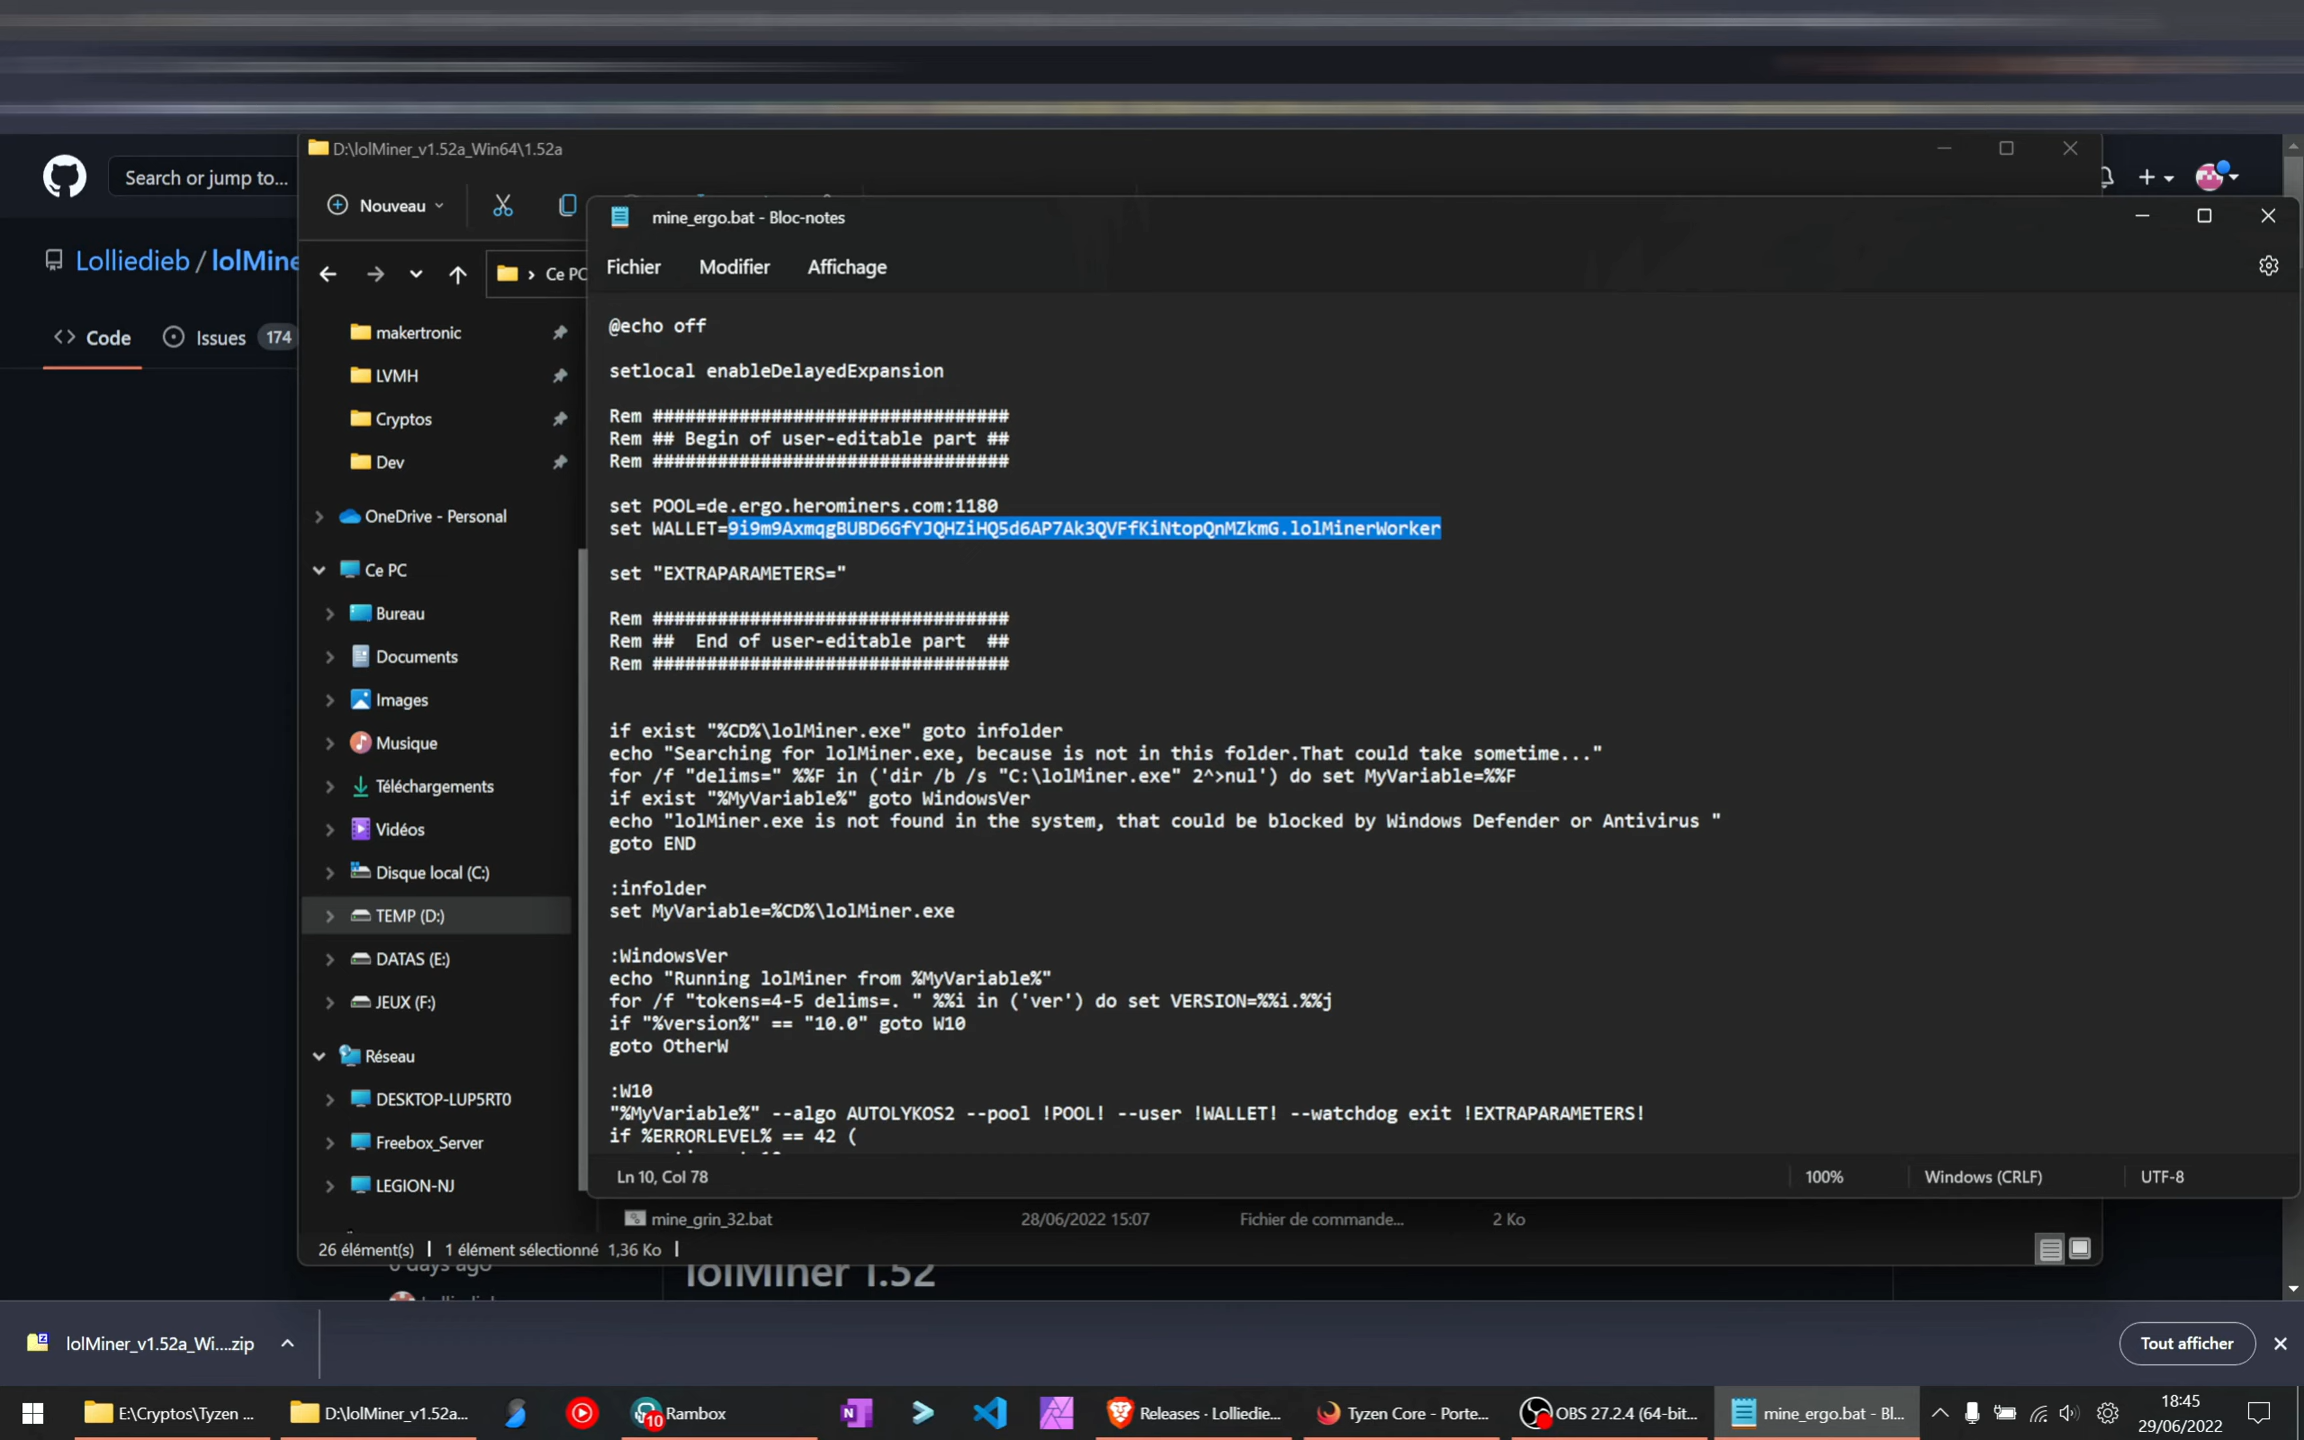 D:\lolMiner_v1.52a_Win64\1.52a
Search or jump to...
Nouveau
mine_ergo.bat - Bloc-notes
Lolliedieb / lolMine
Ce PC
Fichier Modifier Affichage
Code
Issues 174
makertronic
LVMH
Cryptos
Dev
OneDrive - Personal
Ce PC
Bureau
Documents
Images
Musique
Téléchargements
Vidéos
Disque local (C:)
TEMP (D:)
DATAS (E:)
JEUX (F:)
Réseau
DESKTOP-LUP5RT0
Freebox_Server
LEGION-NJ
@echo off
setlocal enableDelayedExpansion
Rem #################################
Rem ## Begin of user-editable part ##
Rem #################################
set POOL=de.ergo.herominers.com:1180
set WALLET=9i9m9AxmqgBUBD6GfYJQHZiHQ5d6AP7Ak3QVFfKiNtopQnMZkmG.lolMinerWorker
set "EXTRAPARAMETERS="
Rem #################################
Rem ##  End of user-editable part  ##
Rem #################################
if exist "%CD%\lolMiner.exe" goto infolder
echo "Searching for lolMiner.exe, because is not in this folder.That could take sometime..."
for /f "delims=" %%F in ('dir /b /s "C:\lolMiner.exe" 2^>nul') do set MyVariable=%%F
if exist "%MyVariable%" goto WindowsVer
echo "lolMiner.exe is not found in the system, that could be blocked by Windows Defender or Antivirus "
goto END
:infolder
set MyVariable=%CD%\lolMiner.exe
:WindowsVer
echo "Running lolMiner from %MyVariable%"
for /f "tokens=4-5 delims=. " %%i in ('ver') do set VERSION=%%i.%%j
if "%version%" == "10.0" goto W10
goto OtherW
:W10
"%MyVariable%" --algo AUTOLYKOS2 --pool !POOL! --user !WALLET! --watchdog exit !EXTRAPARAMETERS!
if %ERRORLEVEL% == 42 (
Ln 10, Col 78
100%
Windows (CRLF)
UTF-8
mine_grin_32.bat 28/06/2022 15:07 Fichier de commande... 2 Ko
26 élément(s) 1 élément sélectionné 1,36 Ko
days ago
lolMiner 1.52
lolMiner_v1.52a_Wi....zip
Tout afficher
E:\Cryptos\Tyzen ...
D:\lolMiner_v1.52a...
10
Rambox
Releases · Lolliedie...
Tyzen Core - Porte...
OBS 27.2.4 (64-bit...
mine_ergo.bat - Bl...
18:45
29/06/2022